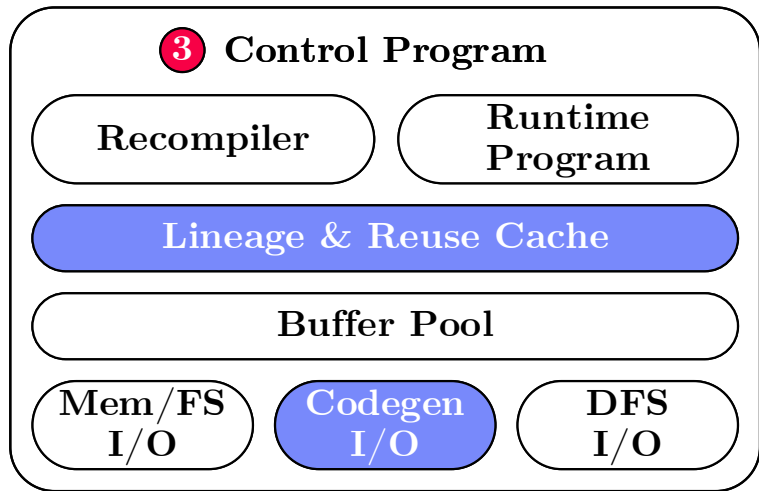 3 Control Program
Recompiler
Runtime
Program
Lineage & Reuse Cache
Buffer Pool
Mem/FS
I/O
Codegen
I/O
DFS
I/O